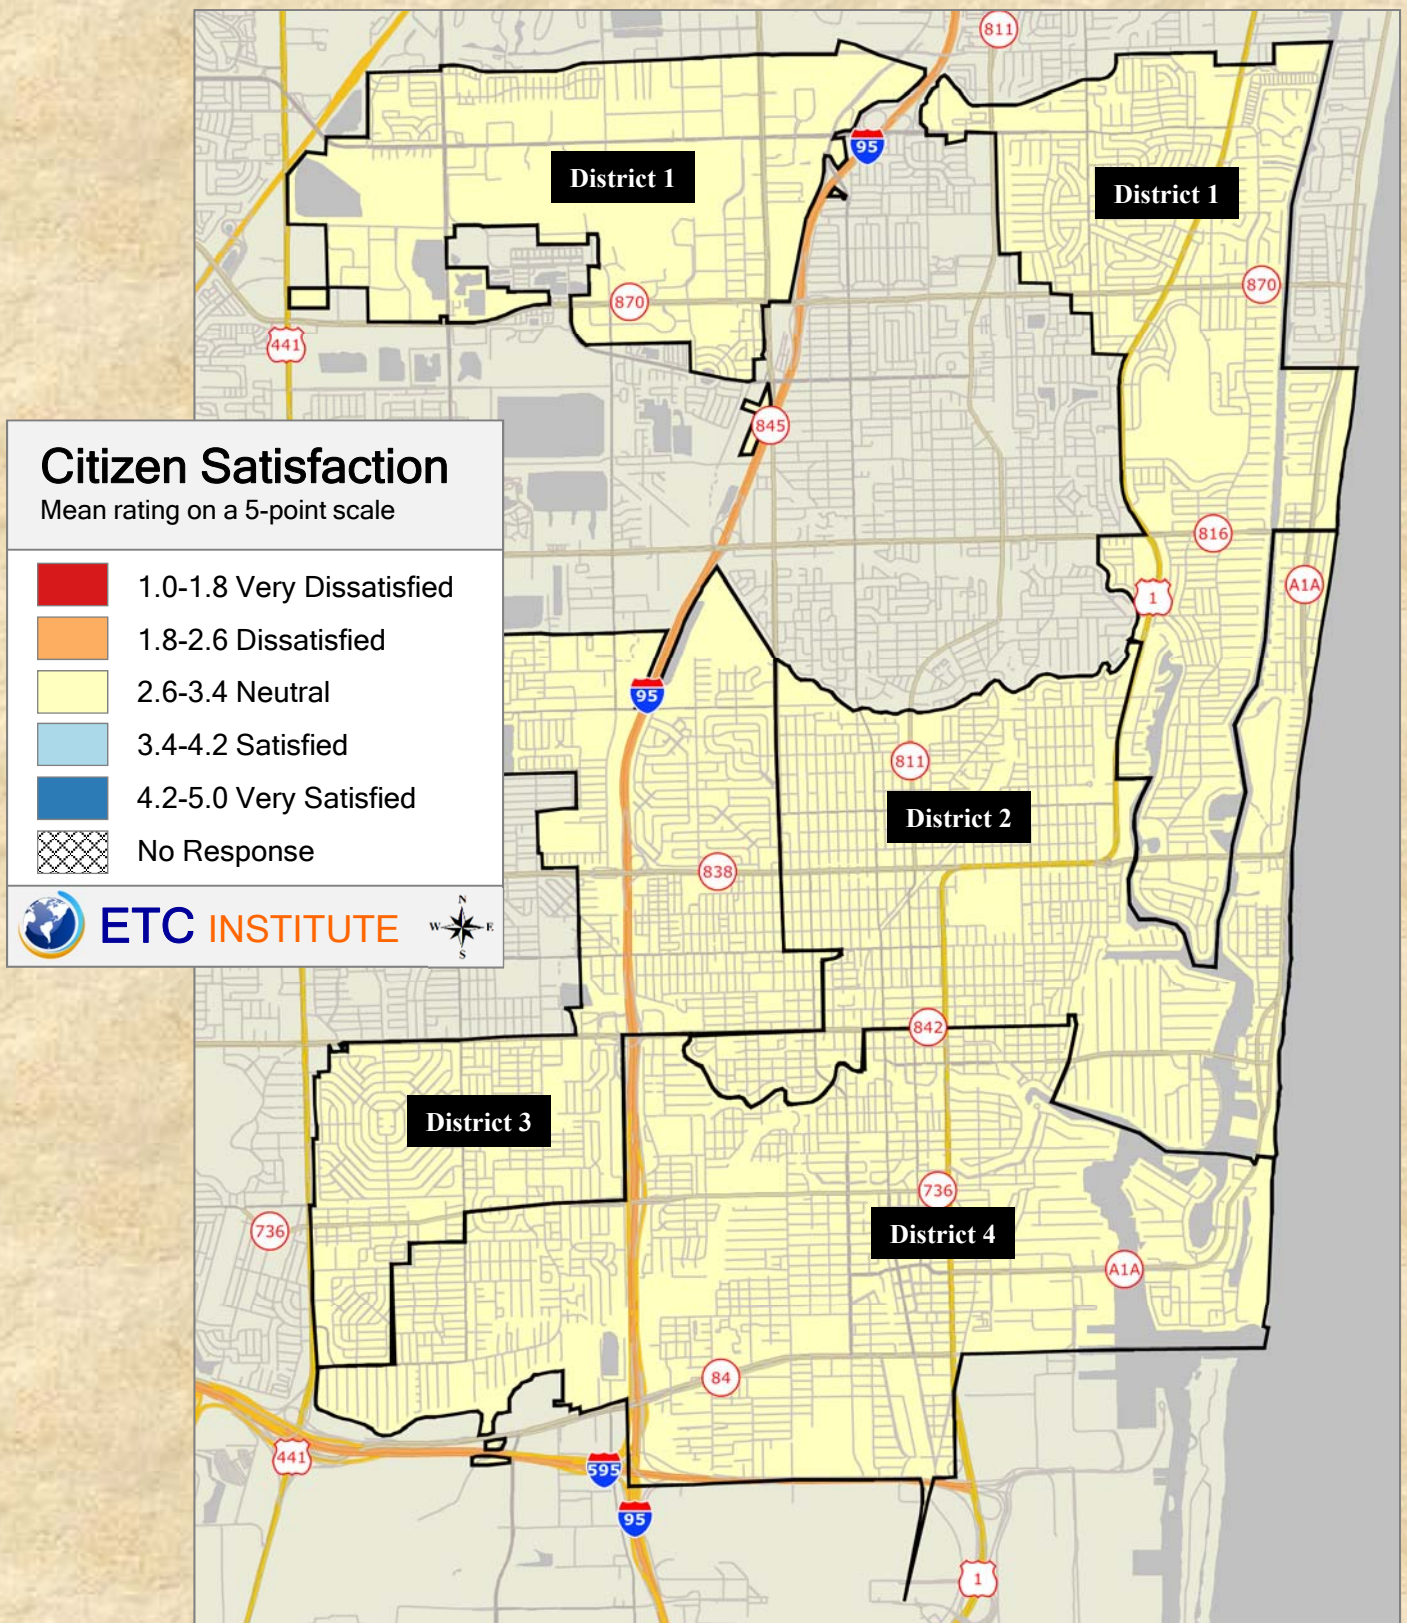 811
95
District 1
District 1
870
870
441
845
Citizen Satisfaction
Mean rating on a 5-point scale
816
1.0-1.8 Very Dissatisfied
A1A
1
1.8-2.6 Dissatisfied
2.6-3.4 Neutral
95
3.4-4.2 Satisfied
811
4.2-5.0 Very Satisfied
District 2
No Response
838
N
W E
S
ETC INSTITUTE
842
District 3
736
736
District 4
A1A
84
441
595
95
1